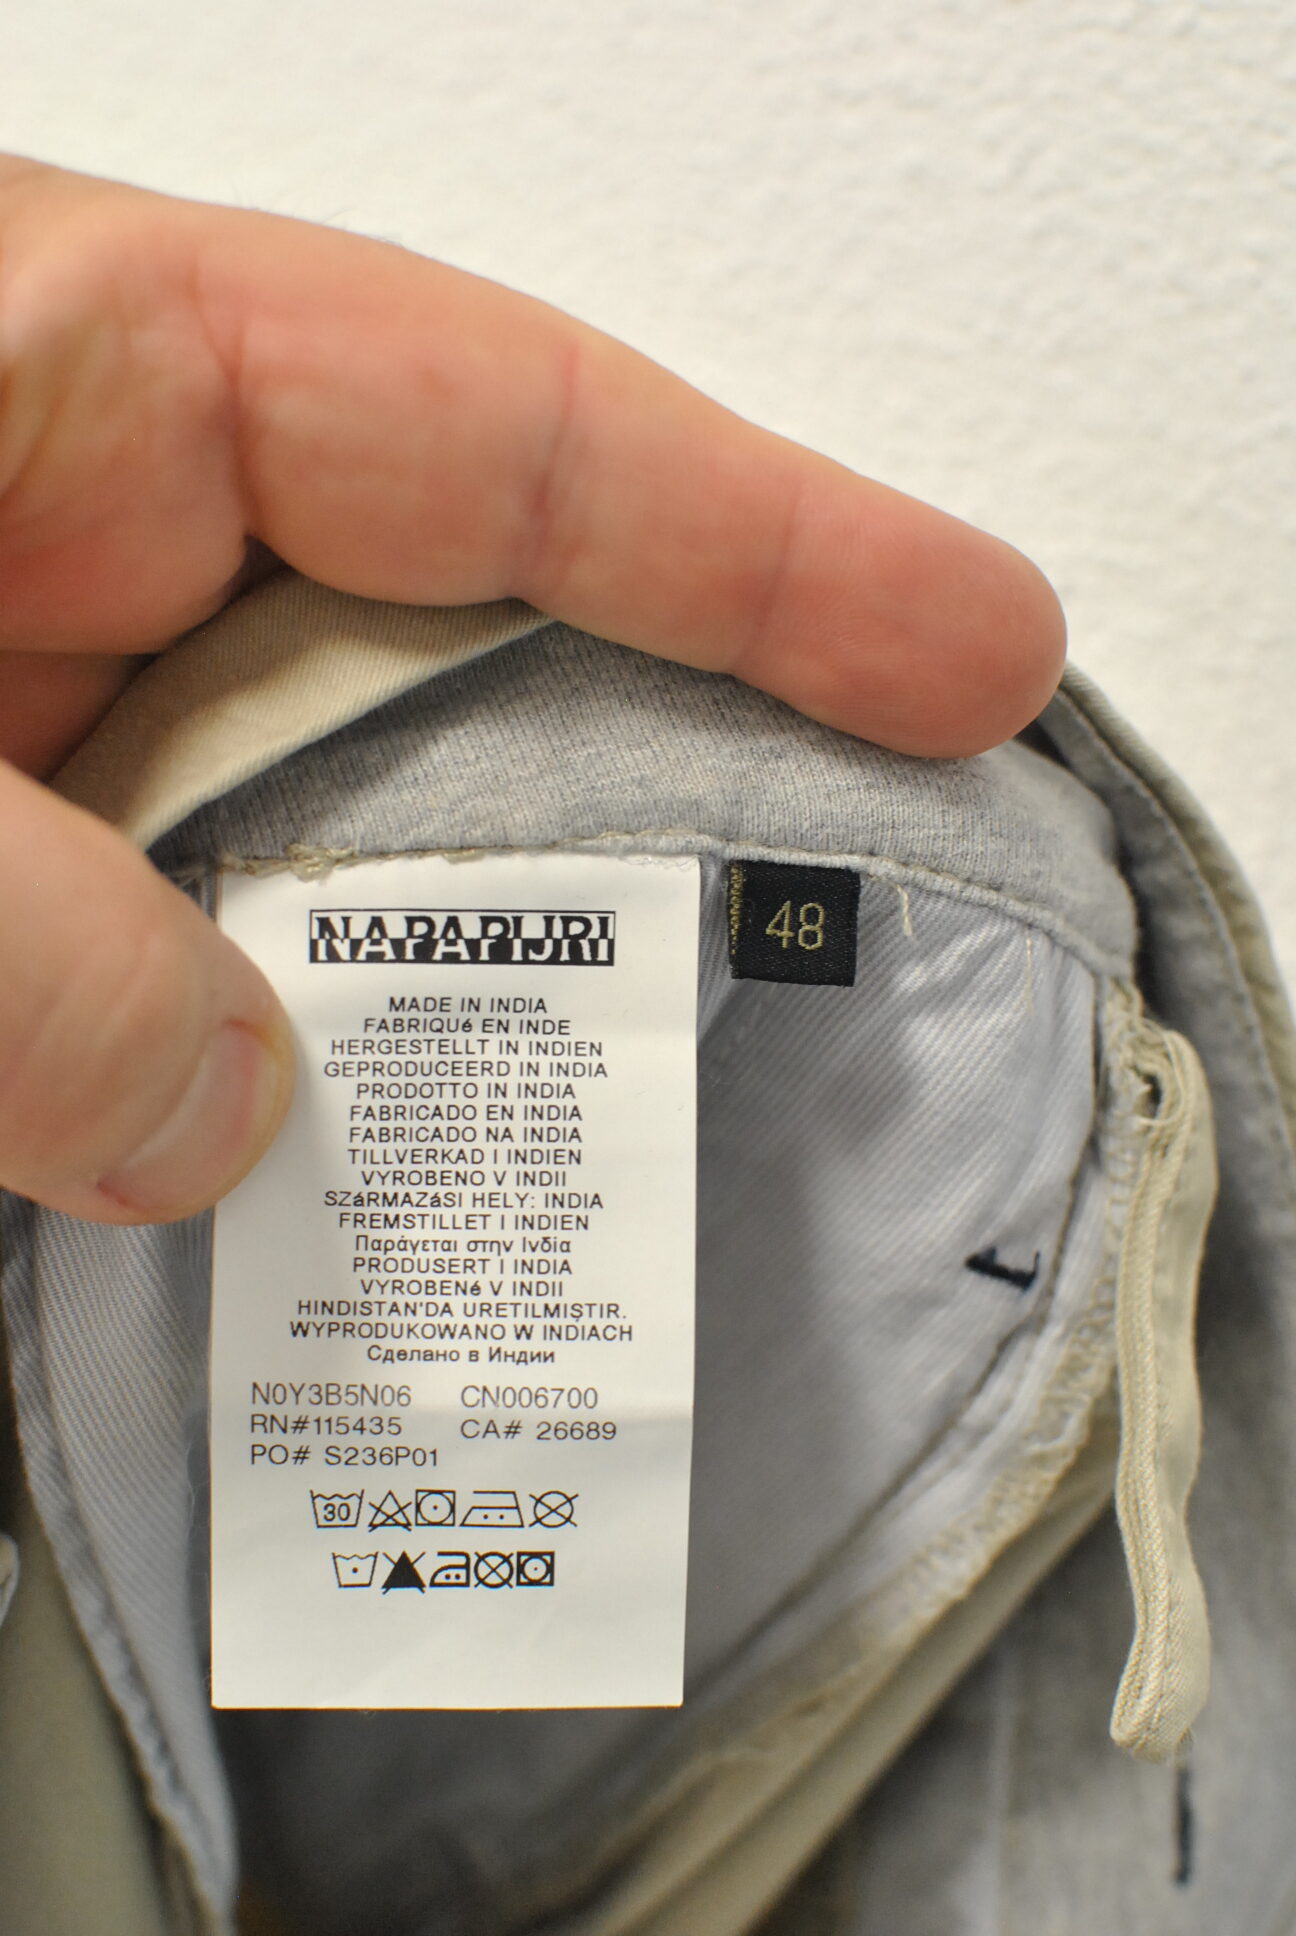 NAPAPIJRI
48
MADE IN INDIA
FABRIQUé EN INDE
HERGESTELLT IN INDIEN
GEPRODUCEERD IN INDIA
PRODOTTO IN INDIA
FABRICADO EN INDIA
FABRICADO NA INDIA
TILLVERKAD I INDIEN
VYROBENO V INDII
SZáRMAZáSI HELY: INDIA
FREMSTILLET I INDIEN
Παράγεται στην Ινδία
PRODUSERT I INDIA
VYROBENé V INDII
HINDISTAN'DA URETILMIŞTIR.
WYPRODUKOWANO W INDIACH
Сделано в Индии
N0Y3B5N06 CN006700
RN#115435 CA# 26689
PO# S236P01
30